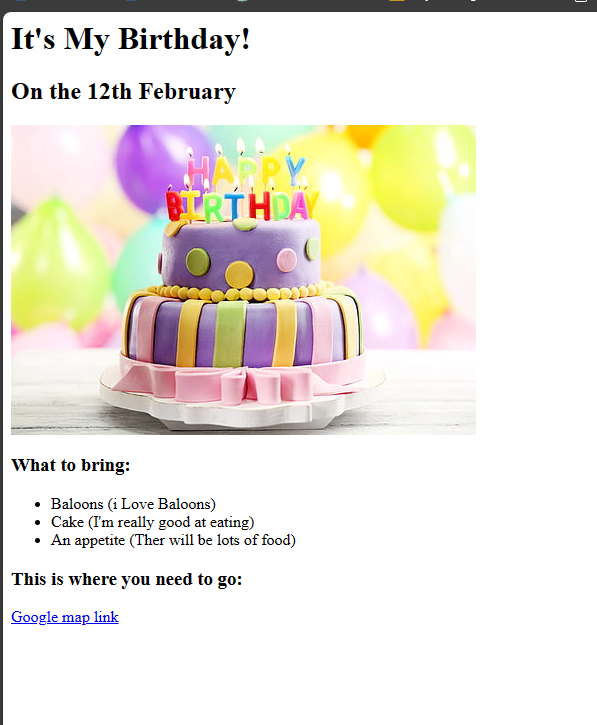 It's My Birthday!
On the 12th February
HAPPY
BIRTHDAY
What to bring:
Baloons (i Love Baloons)
Cake (I'm really good at eating)
An appetite (Ther will be lots of food)
This is where you need to go:
Google map link